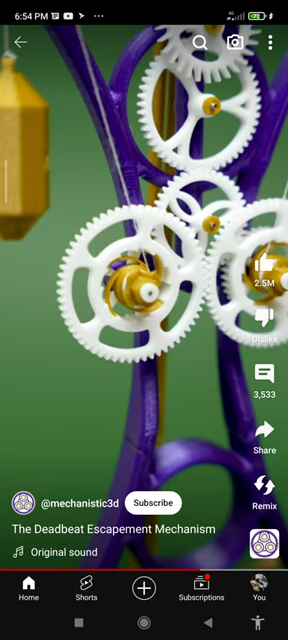 6:54 PM
4G
2.5M
Dislike
3,533
Share
Remix
@mechanistic3d
Subscribe
The Deadbeat Escapement Mechanism
Original sound
Home
Shorts
Subscriptions
You